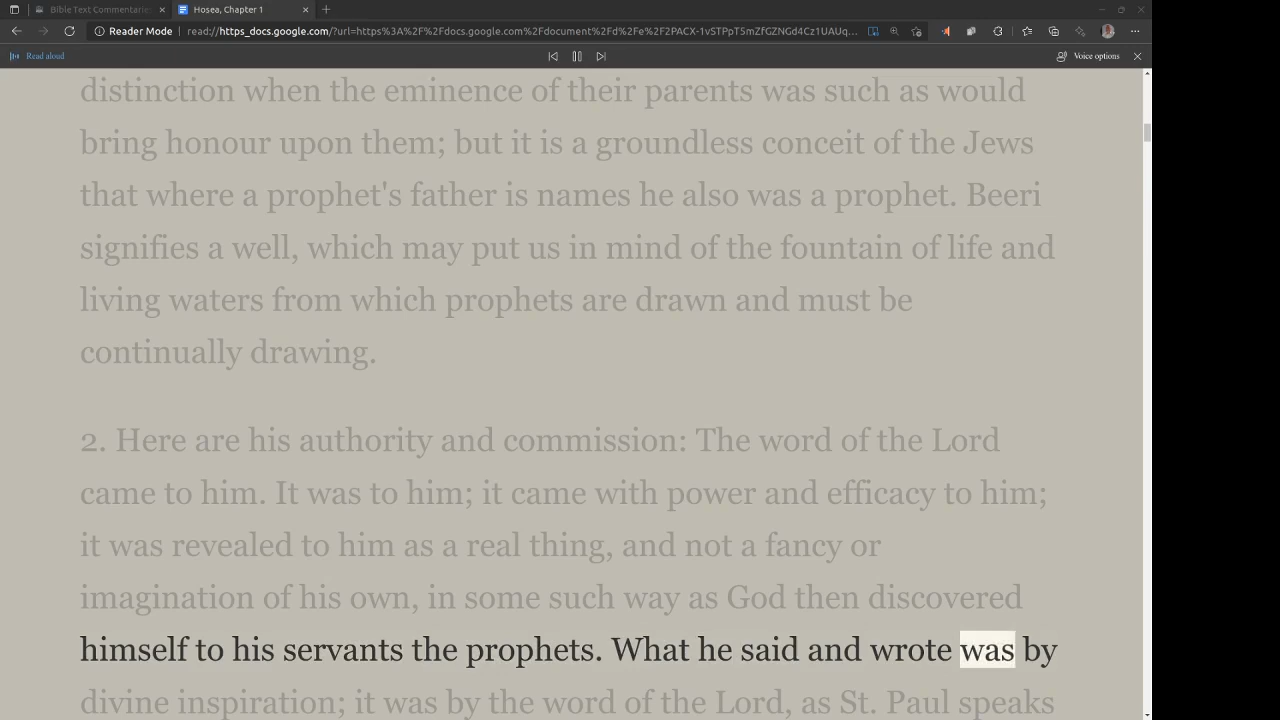 Bible Text Commentarie
Hosea, Chapter 1
Reader Mode
read://https_docs.google.com/?url=https%3A%2F%2Fdocs.google.com%2Fdocument%2Fd%2Fe%2F2PACX-1vSTPpT5mZfGZNGd4Cz1UAUq...
Read aloud
Voice options
distinction when the eminence of their parents was such as would
bring honour upon them; but it is a groundless conceit of the Jews
that where a prophet's father is names he also was a prophet. Beeri
signifies a well, which may put us in mind of the fountain of life and
living waters from which prophets are drawn and must be
continually drawing.
2. Here are his authority and commission: The word of the Lord
came to him. It was to him; it came with power and efficacy to him;
it was revealed to him as a real thing, and not a fancy or
imagination of his own, in some such way as God then discovered
himself to his servants the prophets. What he said and wrote was by
divine inspiration; it was by the word of the Lord, as St. Paul speaks